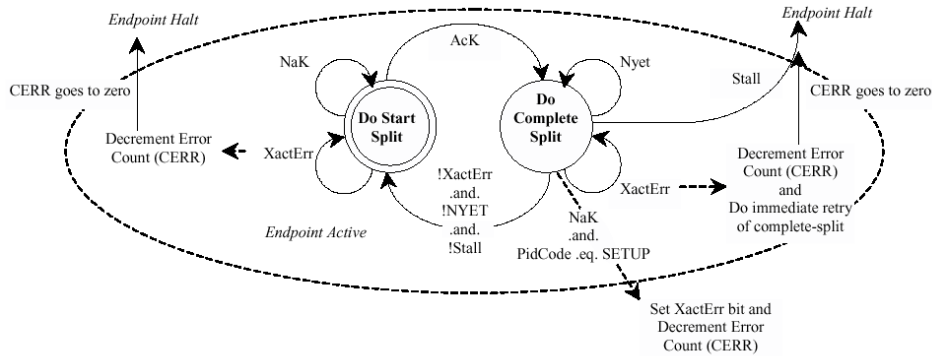 Endpoint Halt
Endpoint Halt
AcK
NaK
Nyet
Stall
CERR goes to zero
CERR goes to zero
Do Start
Split
Do
Complete
Split
Decrement Error
Count (CERR)
XactErr
!XactErr
.and.
!NYET
.and.
!Stall
XactErr
Decrement Error
Count (CERR)
and
Do immediate retry
of complete-split
NaK
.and.
PidCode .eq. SETUP
Endpoint Active
Set XactErr bit and
Decrement Error
Count (CERR)